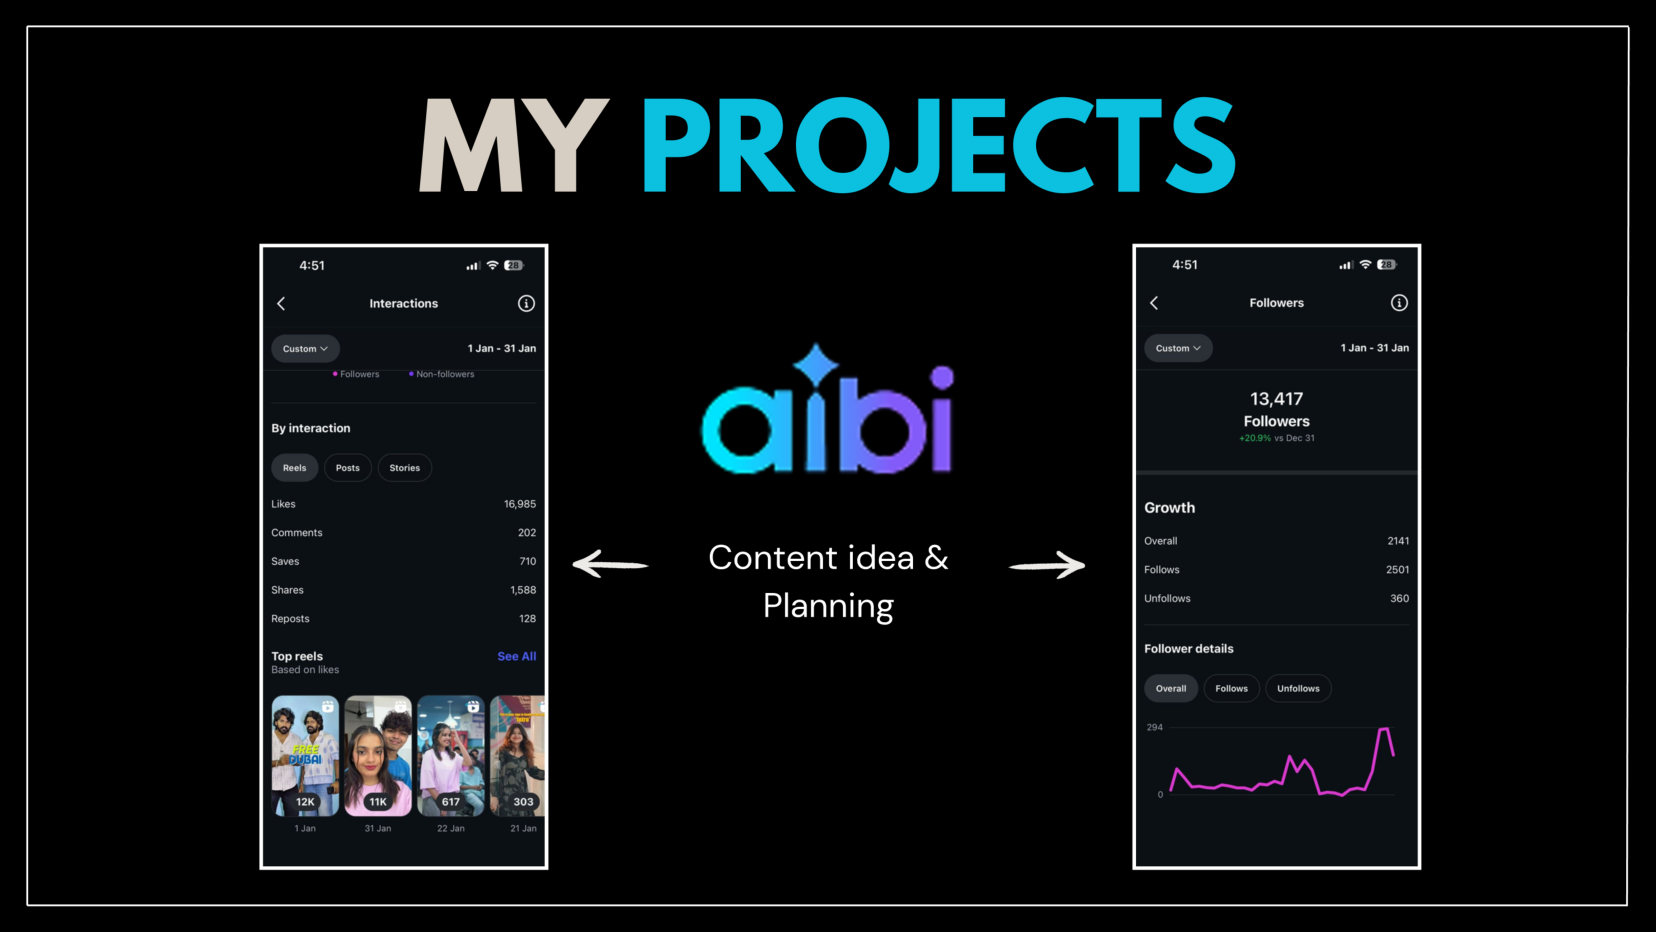 MY PROJECTS
4:51
28
Interactions
Custom
1 Jan - 31 Jan
Followers
Non-followers
By interaction
Reels
Posts
Stories
Likes 16,985
Comments 202
Saves 710
Shares 1,588
Reposts 128
Top reels
See All
Based on likes
FREE
DUBAI
12K
11K
617
303
1 Jan
31 Jan
22 Jan
21 Jan
aibi
Content idea &
Planning
4:51
28
Followers
Custom
1 Jan - 31 Jan
13,417
Followers
+20.9% vs Dec 31
Growth
Overall 2141
Follows 2501
Unfollows 360
Follower details
Overall
Follows
Unfollows
294
0